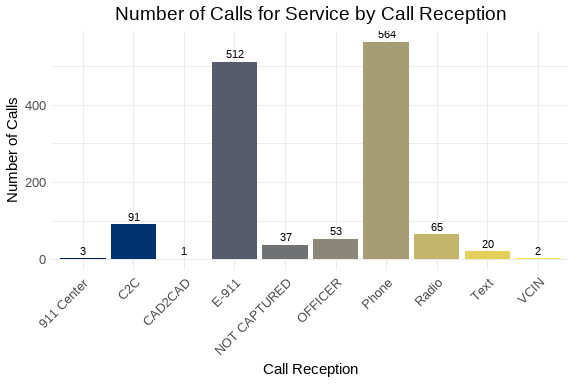 Number of Calls for Service by Call Reception
Number of Calls
400
200
0
3
91
1
512
37
53
564
65
20
2
911 Center
C2C
CAD2CAD
E-911
NOT CAPTURED
OFFICER
Phone
Radio
Text
VCIN
Call Reception